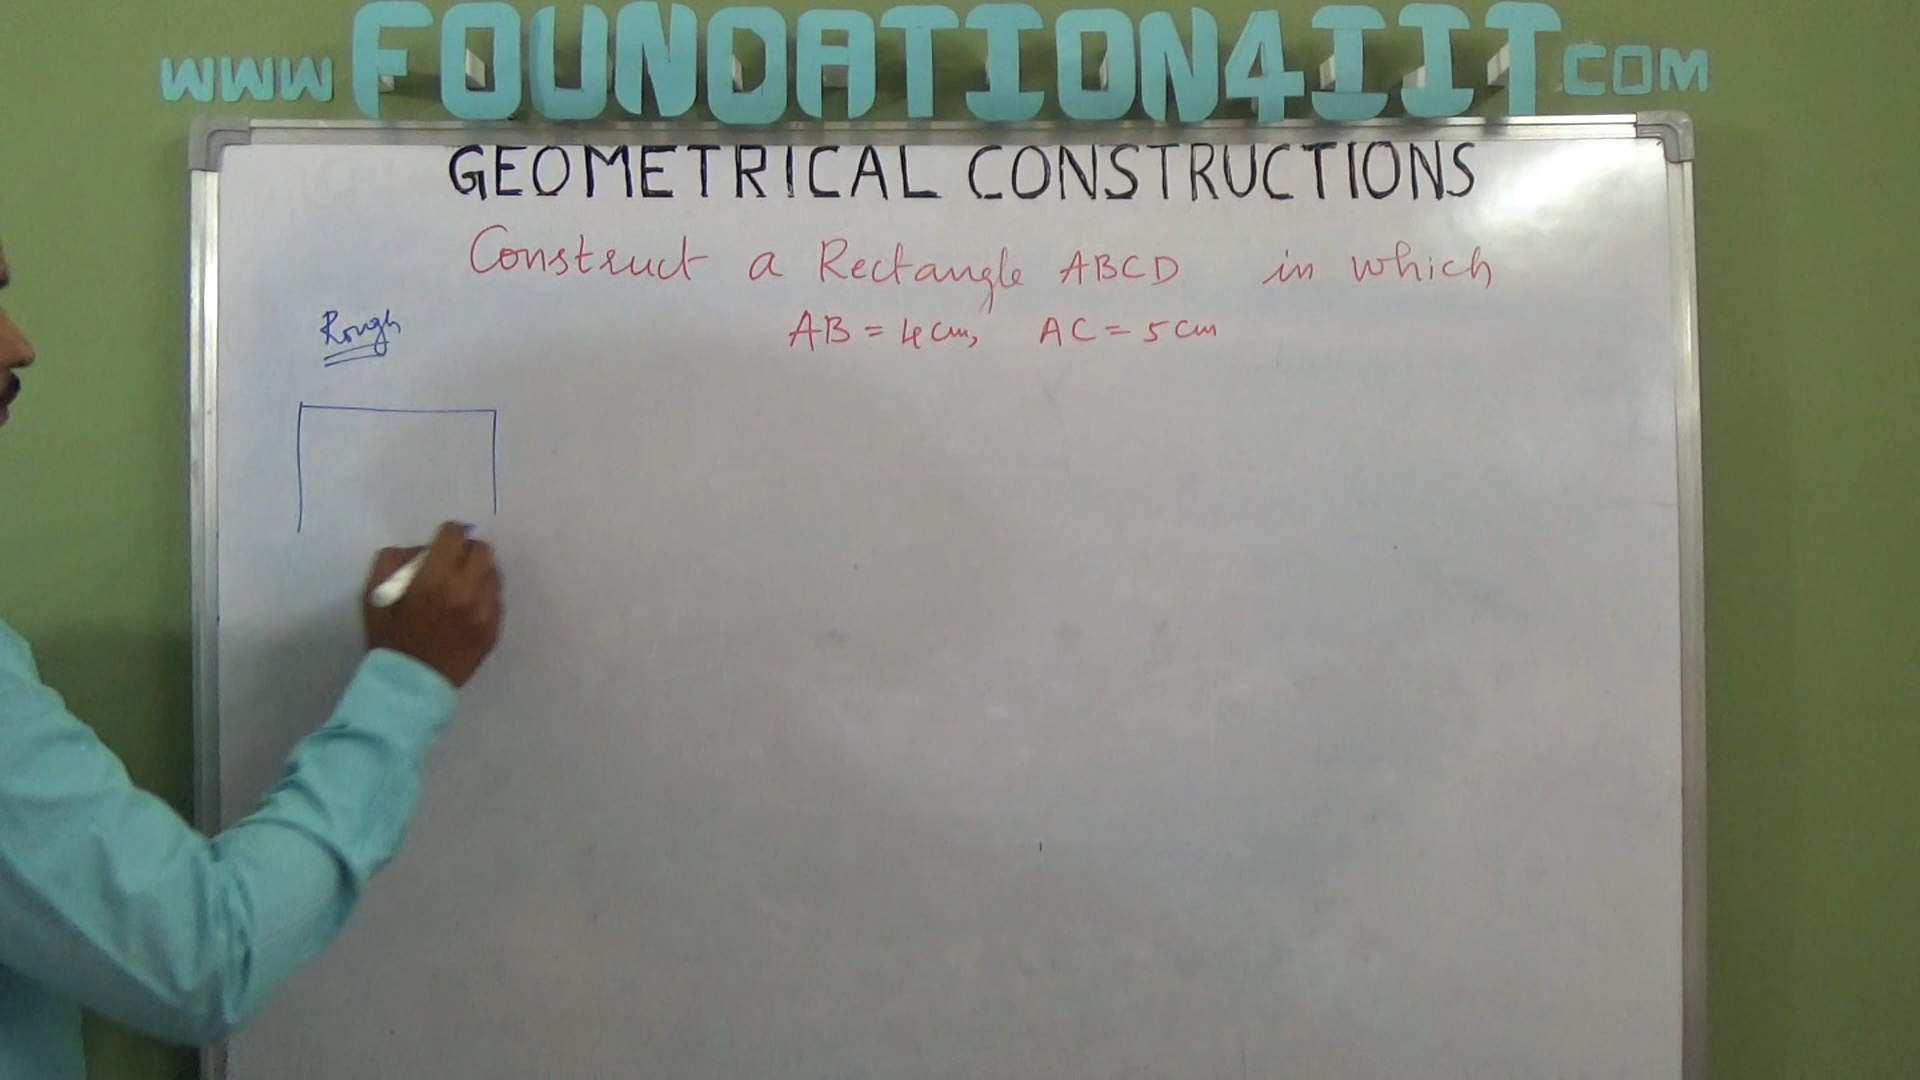 WWW FOUNDATION4IIT COM
GEOMETRICAL CONSTRUCTIONS
Construct a Rectangle ABCD in which
AB = 4 cm, AC = 5 cm
Rough